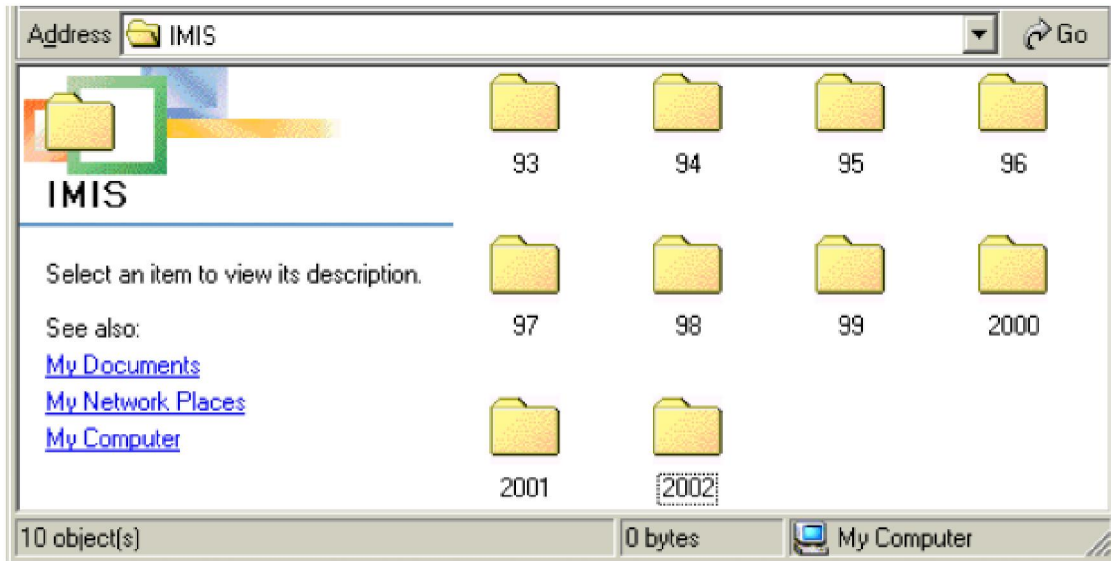 Address IMIS Go
IMIS
Select an item to view its description.
See also:
My Documents
My Network Places
My Computer
93 94 95 96
97 98 99 2000
2001 2002
10 object(s) 0 bytes My Computer